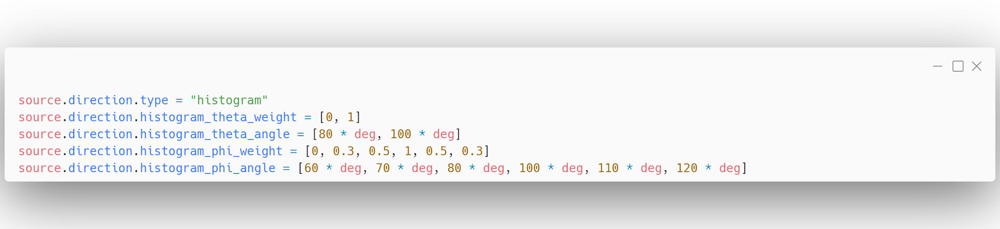 source.direction.type = "histogram"
source.direction.histogram_theta_weight = [0, 1]
source.direction.histogram_theta_angle = [80 * deg, 100 * deg]
source.direction.histogram_phi_weight = [0, 0.3, 0.5, 1, 0.5, 0.3]
source.direction.histogram_phi_angle = [60 * deg, 70 * deg, 80 * deg, 100 * deg, 110 * deg, 120 * deg]